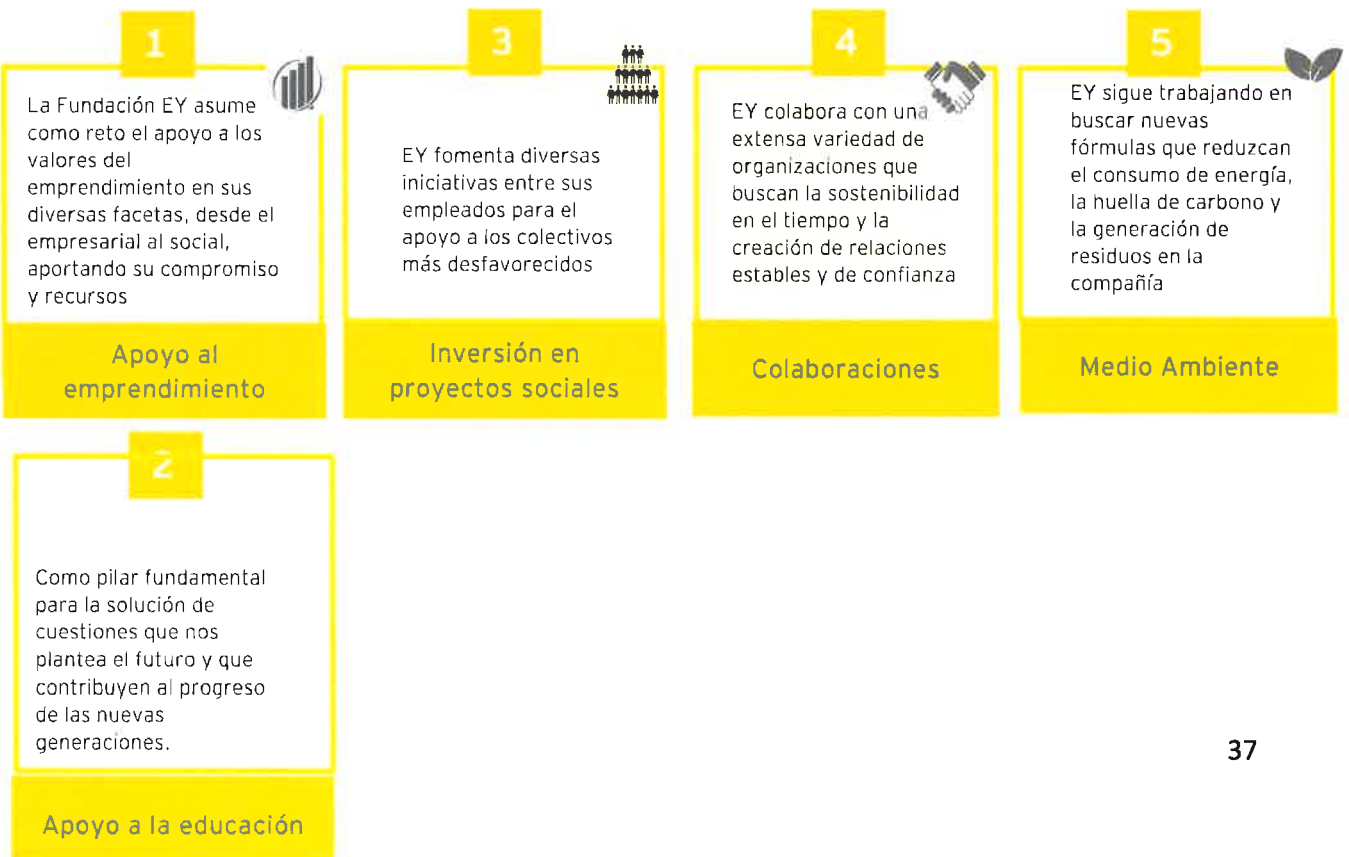 1
La Fundación EY asume
como reto el apoyo a los
valores del
emprendimiento en sus
diversas facetas, desde el
empresarial al social,
aportando su compromiso
y recursos
Apoyo al
emprendimiento
3
EY fomenta diversas
iniciativas entre sus
empleados para el
apoyo a los colectivos
más desfavorecidos
Inversión en
proyectos sociales
4
EY colabora con una
extensa variedad de
organizaciones que
buscan la sostenibilidad
en el tiempo y la
creación de relaciones
estables y de confianza
Colaboraciones
5
EY sigue trabajando en
buscar nuevas
fórmulas que reduzcan
el consumo de energía,
la huella de carbono y
la generación de
residuos en la
compañía
Medio Ambiente
2
Como pilar fundamental
para la solución de
cuestiones que nos
plantea el futuro y que
contribuyen al progreso
de las nuevas
generaciones.
Apoyo a la educación
37